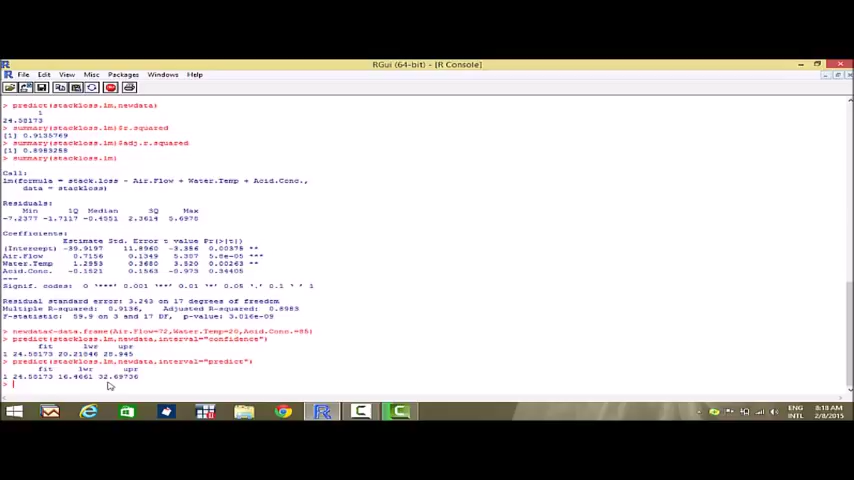 RGui (64-bit) - [R Console]
File Edit View Misc Packages Windows Help
> predict(stackloss.lm,newdata)
1
24.58173
> summary(stackloss.lm)$r.squared
[1] 0.9135769
> summary(stackloss.lm)$adj.r.squared
[1] 0.8983258
> summary(stackloss.lm)
Call:
lm(formula = stack.loss ~ Air.Flow + Water.Temp + Acid.Conc.,
data = stackloss)
Residuals:
Min 1Q Median 3Q Max
-7.2377 -1.7117 -0.4551 2.3614 5.6978
Coefficients:
Estimate Std. Error t value Pr(>|t|)
(Intercept) -39.9197 11.8960 -3.356 0.00375 **
Air.Flow 0.7156 0.1349 5.307 5.8e-05 ***
Water.Temp 1.2953 0.3680 3.520 0.00263 **
Acid.Conc. -0.1521 0.1563 -0.973 0.34405
---
Signif. codes: 0 '***' 0.001 '**' 0.01 '*' 0.05 '.' 0.1 ' ' 1
Residual standard error: 3.243 on 17 degrees of freedom
Multiple R-squared: 0.9136, Adjusted R-squared: 0.8983
F-statistic: 59.9 on 3 and 17 DF, p-value: 3.016e-09
> newdata<-data.frame(Air.Flow=72,Water.Temp=20,Acid.Conc.=85)
> predict(stackloss.lm,newdata,interval="confidence")
fit lwr upr
1 24.58173 20.21846 28.945
> predict(stackloss.lm,newdata,interval="predict")
fit lwr upr
1 24.58173 16.4661 32.69736
>
ENG 8:18 AM
INTL 2/8/2015